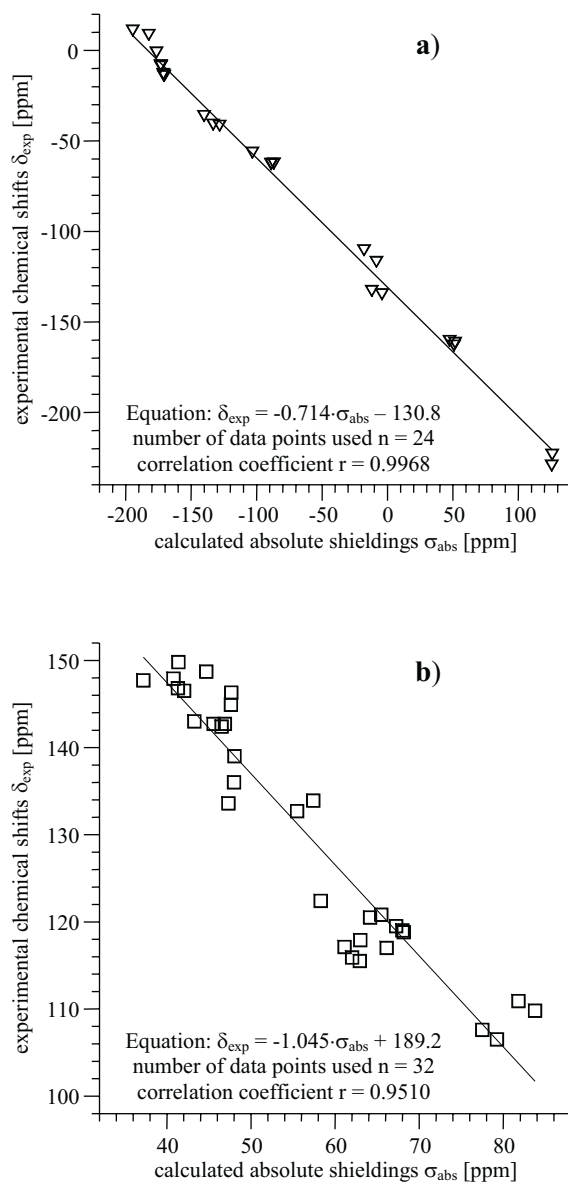 a)
0
-50
-100
-150
-200
experimental chemical shifts δexp [ppm]
Equation: δexp = -0.714·σabs – 130.8
number of data points used n = 24
correlation coefficient r = 0.9968
-200 -150 -100 -50 0 50 100
calculated absolute shieldings σabs [ppm]
b)
150
140
130
120
110
100
experimental chemical shifts δexp [ppm]
Equation: δexp = -1.045·σabs + 189.2
number of data points used n = 32
correlation coefficient r = 0.9510
40 50 60 70 80
calculated absolute shieldings σabs [ppm]